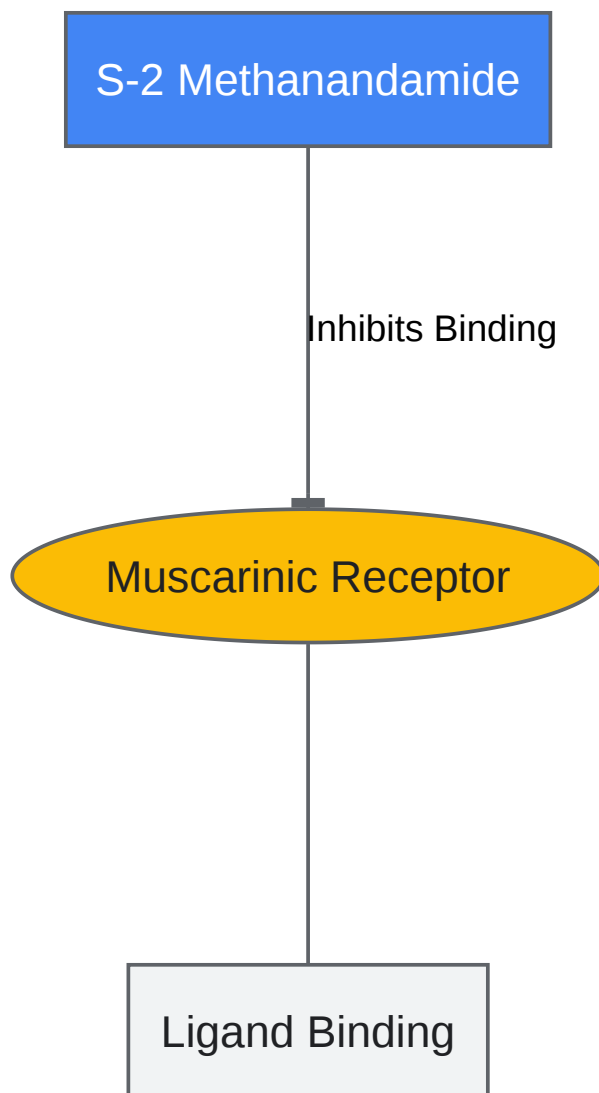 S-2 Methanandamide
Inhibits Binding
Muscarinic Receptor
Ligand Binding